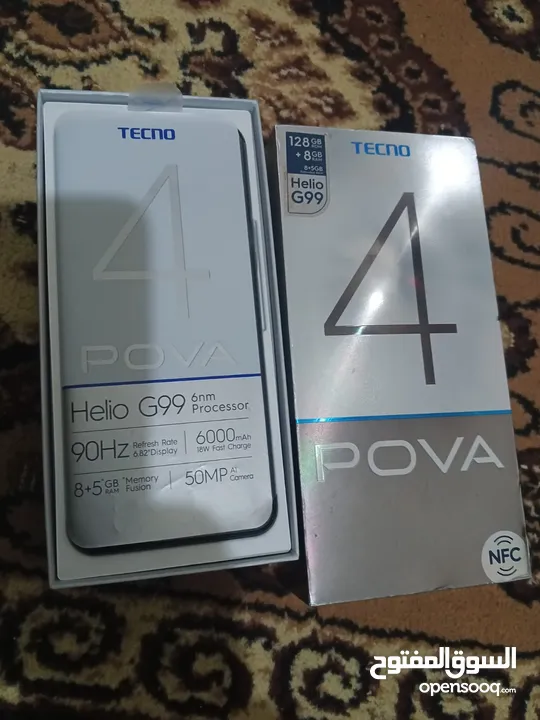 TECNO
4
POVA
Helio G99 6nm Processor
90Hz Refresh Rate 6.82" Display
6000mAh 18W Fast Charge
8+5 GB RAM "Memory Fusion
50MP AI Camera
128GB
+8GB
8+5GB
Helio
G99
TECNO
4
POVA
NFC
السوق المفتوح
opensooq.com